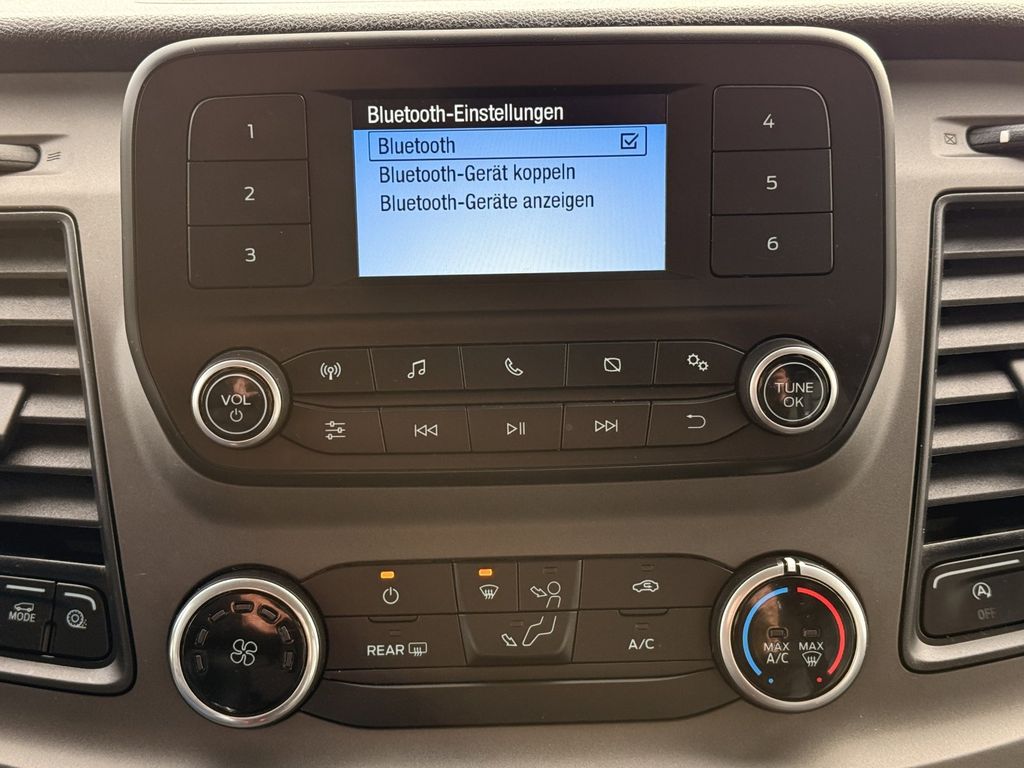 Bluetooth-Einstellungen
Bluetooth
Bluetooth-Gerät koppeln
Bluetooth-Geräte anzeigen
1
2
3
4
5
6
VOL
TUNE
OK
MODE
REAR
A/C
MAX
A/C
MAX
A
OFF